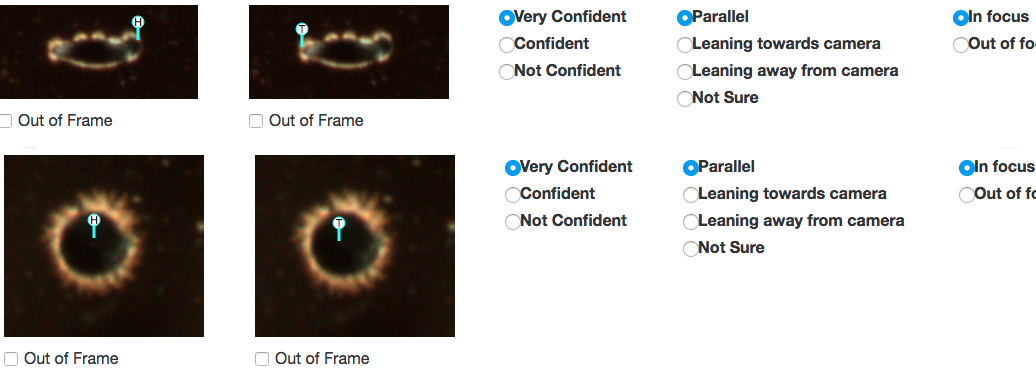 H
T
Very Confident
Parallel
In focus
Confident
Leaning towards camera
Out of fo
Not Confident
Leaning away from camera
Not Sure
Out of Frame
Out of Frame
H
T
Very Confident
Parallel
In focus
Confident
Leaning towards camera
Out of fo
Not Confident
Leaning away from camera
Not Sure
Out of Frame
Out of Frame